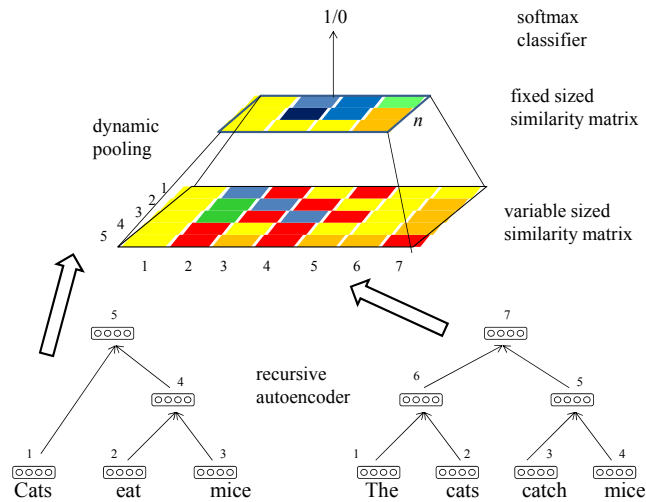 1/0
softmax
classifier
fixed sized
similarity matrix
n
dynamic
pooling
variable sized
similarity matrix
1
2
3
4
5
1 2 3 4 5 6 7
5
7
4
6
5
recursive
autoencoder
1 2 3
1 2 3 4
Cats eat mice
The cats catch mice